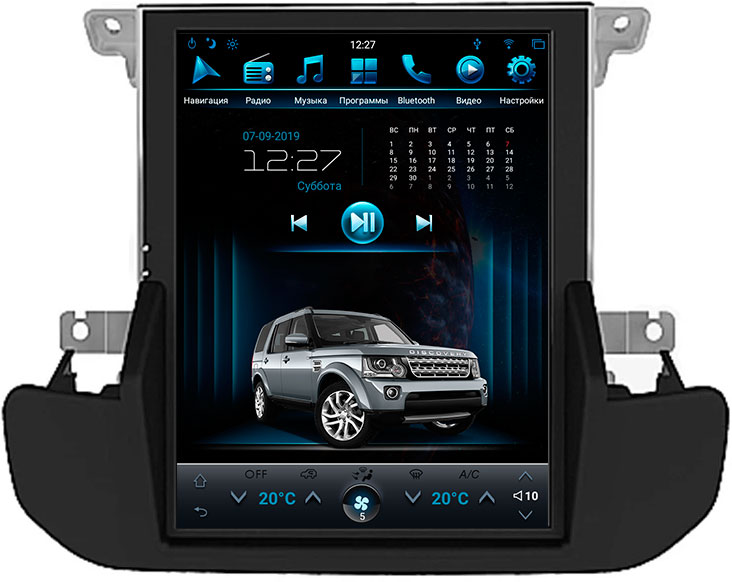 12:27
Навигация Радио Музыка Программы Bluetooth Видео Настройки
07-09-2019
12:27
Суббота
ВС ПН ВТ СР ЧТ ПТ СБ
1 2 3 4 5 6 7
8 9 10 11 12 13 14
15 16 17 18 19 20 21
22 23 24 25 26 27 28
29 30 1 2 3 4 5
6 7 8 9 10 11 12
DISCOVERY
OFF A/C
20°C 20°C 10
5